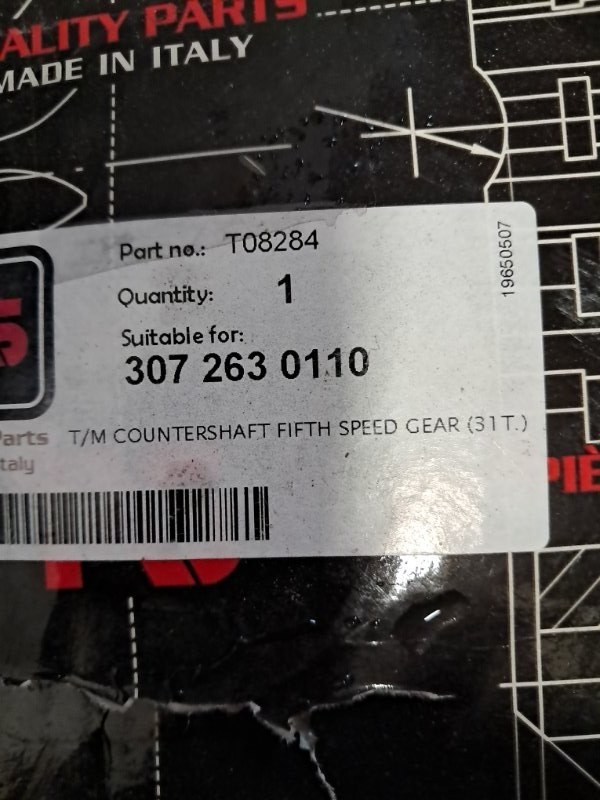 ALITY PARTS
MADE IN ITALY
Part no.: T08284
19650507
Quantity: 1
Suitable for:
307 263 0110
Parts
taly
T/M COUNTERSHAFT FIFTH SPEED GEAR (31T.)
PIÈ